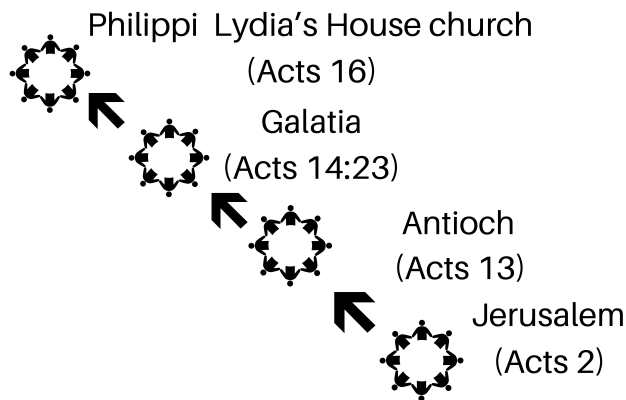 Philippi Lydia’s House church
(Acts 16)
Galatia
(Acts 14:23)
Antioch
(Acts 13)
Jerusalem
(Acts 2)